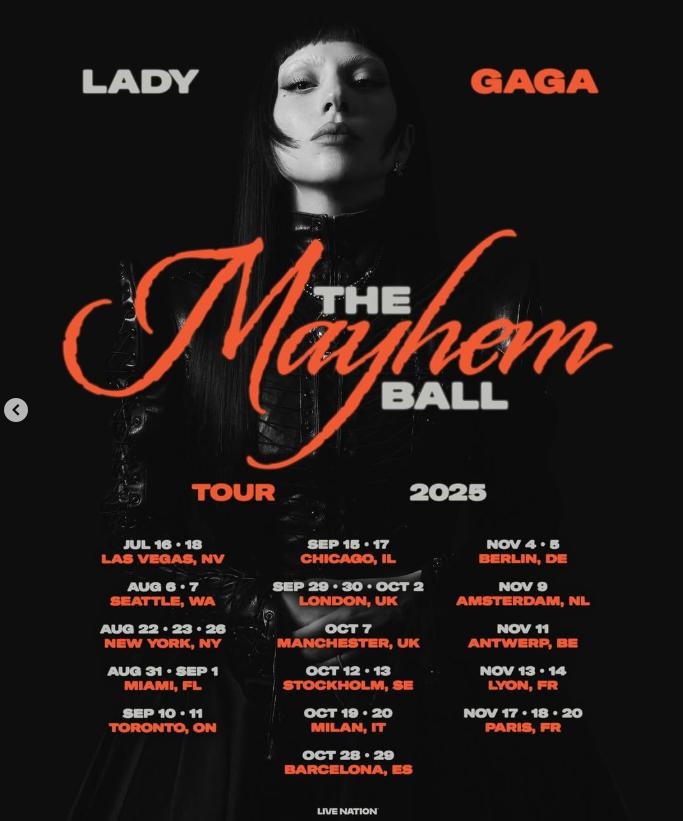 LADY GAGA
THE
Mayhem
BALL
TOUR 2025
JUL 16 • 18
LAS VEGAS, NV
AUG 6 • 7
SEATTLE, WA
AUG 22 • 23 • 26
NEW YORK, NY
AUG 31 • SEP 1
MIAMI, FL
SEP 10 • 11
TORONTO, ON
SEP 15 • 17
CHICAGO, IL
SEP 29 • 30 • OCT 2
LONDON, UK
OCT 7
MANCHESTER, UK
OCT 12 • 13
STOCKHOLM, SE
OCT 19 • 20
MILAN, IT
OCT 28 • 29
BARCELONA, ES
NOV 4 • 5
BERLIN, DE
NOV 9
AMSTERDAM, NL
NOV 11
ANTWERP, BE
NOV 13 • 14
LYON, FR
NOV 17 • 18 • 20
PARIS, FR
LIVE NATION